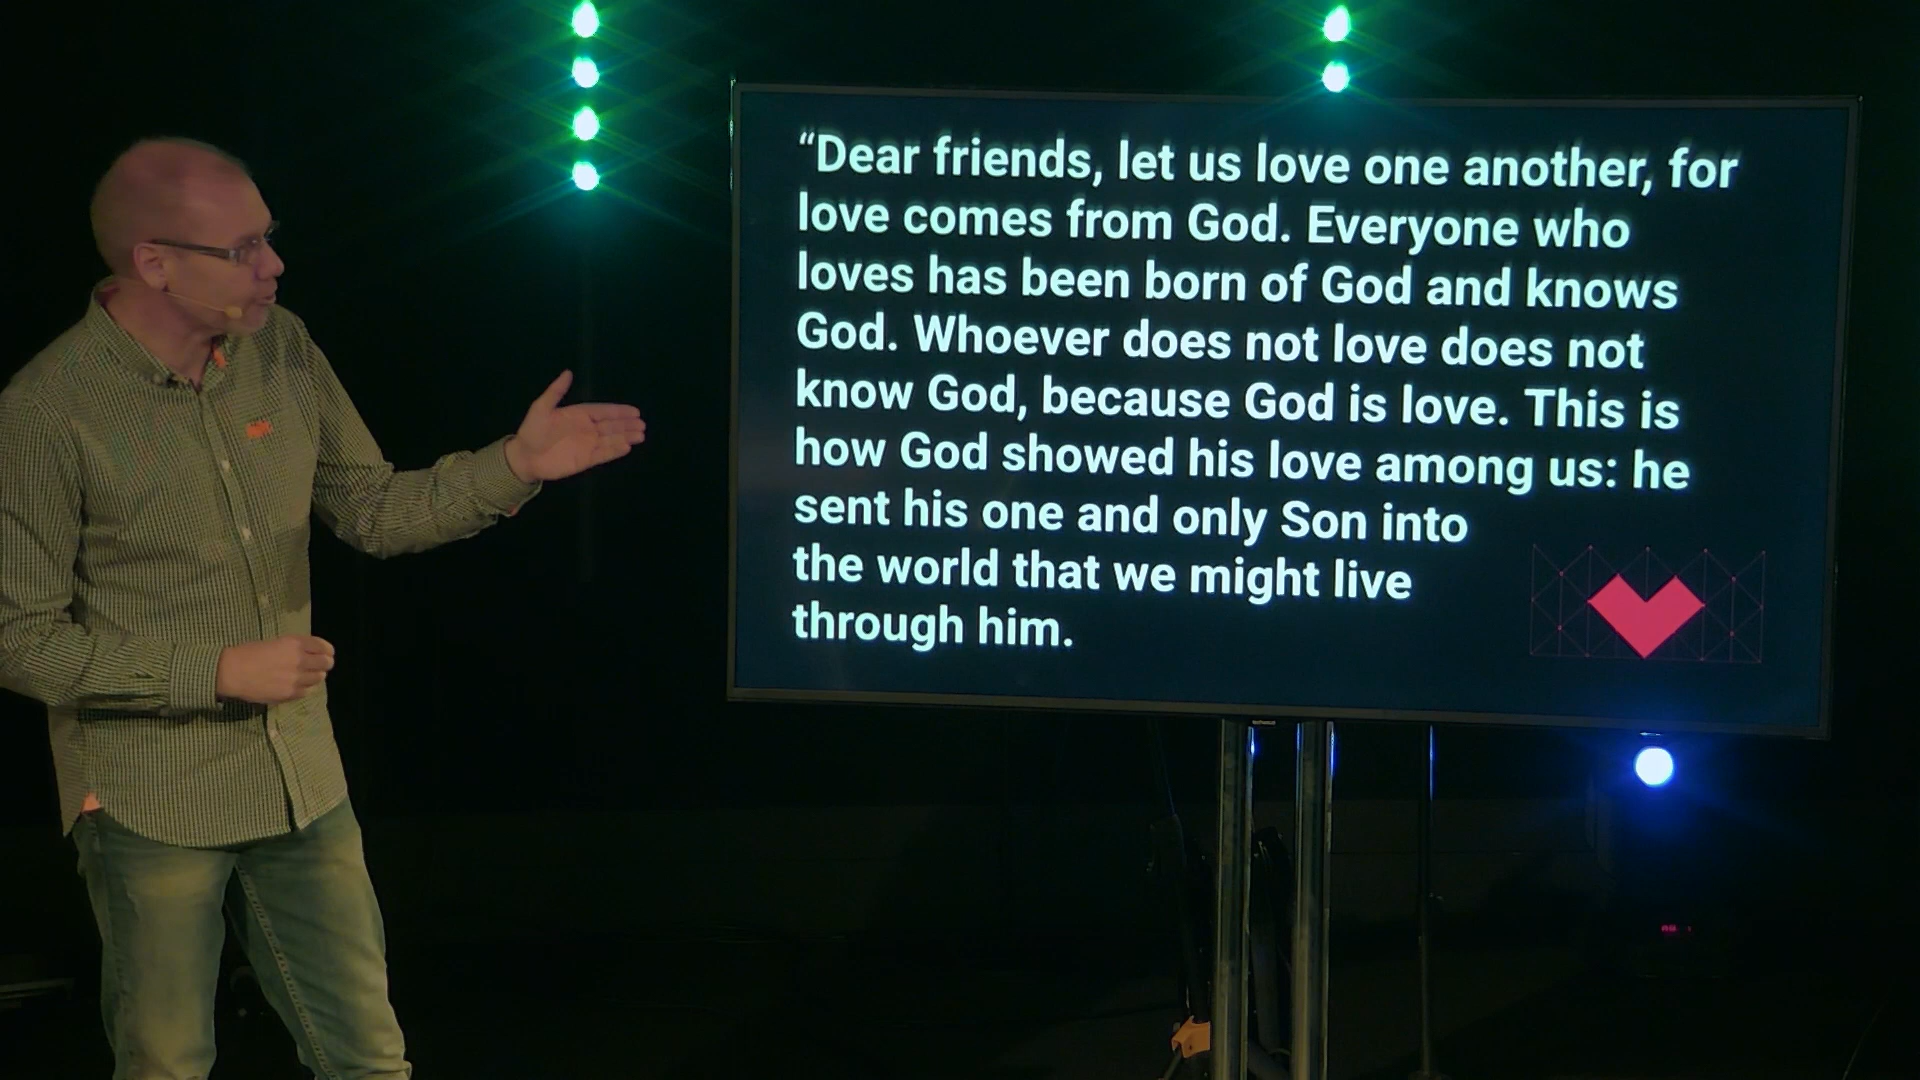 “Dear friends, let us love one another, for
love comes from God. Everyone who
loves has been born of God and knows
God. Whoever does not love does not
know God, because God is love. This is
how God showed his love among us: he
sent his one and only Son into
the world that we might live
through him.